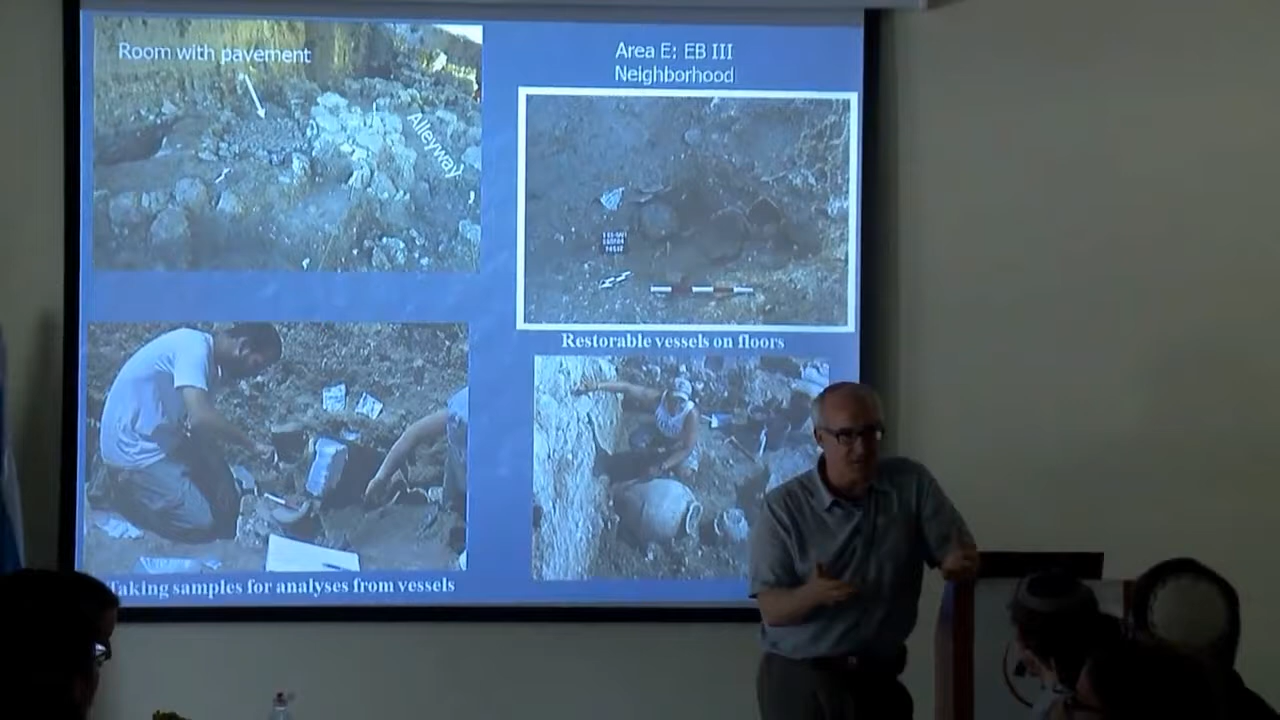 Room with pavement
Alleyway
Area E: EB III
Neighborhood
Restorable vessels on floors
Taking samples for analyses from vessels